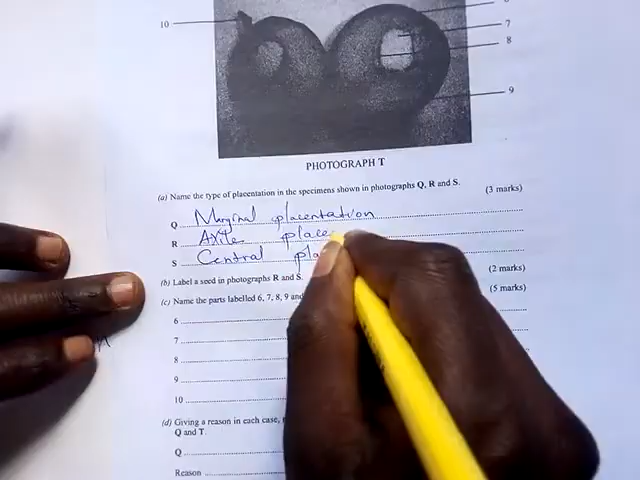 10
7
8
9
PHOTOGRAPH T
(a) Name the type of placentation in the specimens shown in photographs Q, R and S.
(3 marks)
Q Marginal placentation
R Axile place
S Central pla
(2 marks)
(b) Label a seed in photographs R and S.
(5 marks)
(c) Name the parts labelled 6, 7, 8, 9 and
6
7
8
9
10
(d) Giving a reason in each case,
Q and T.
Q
Reason